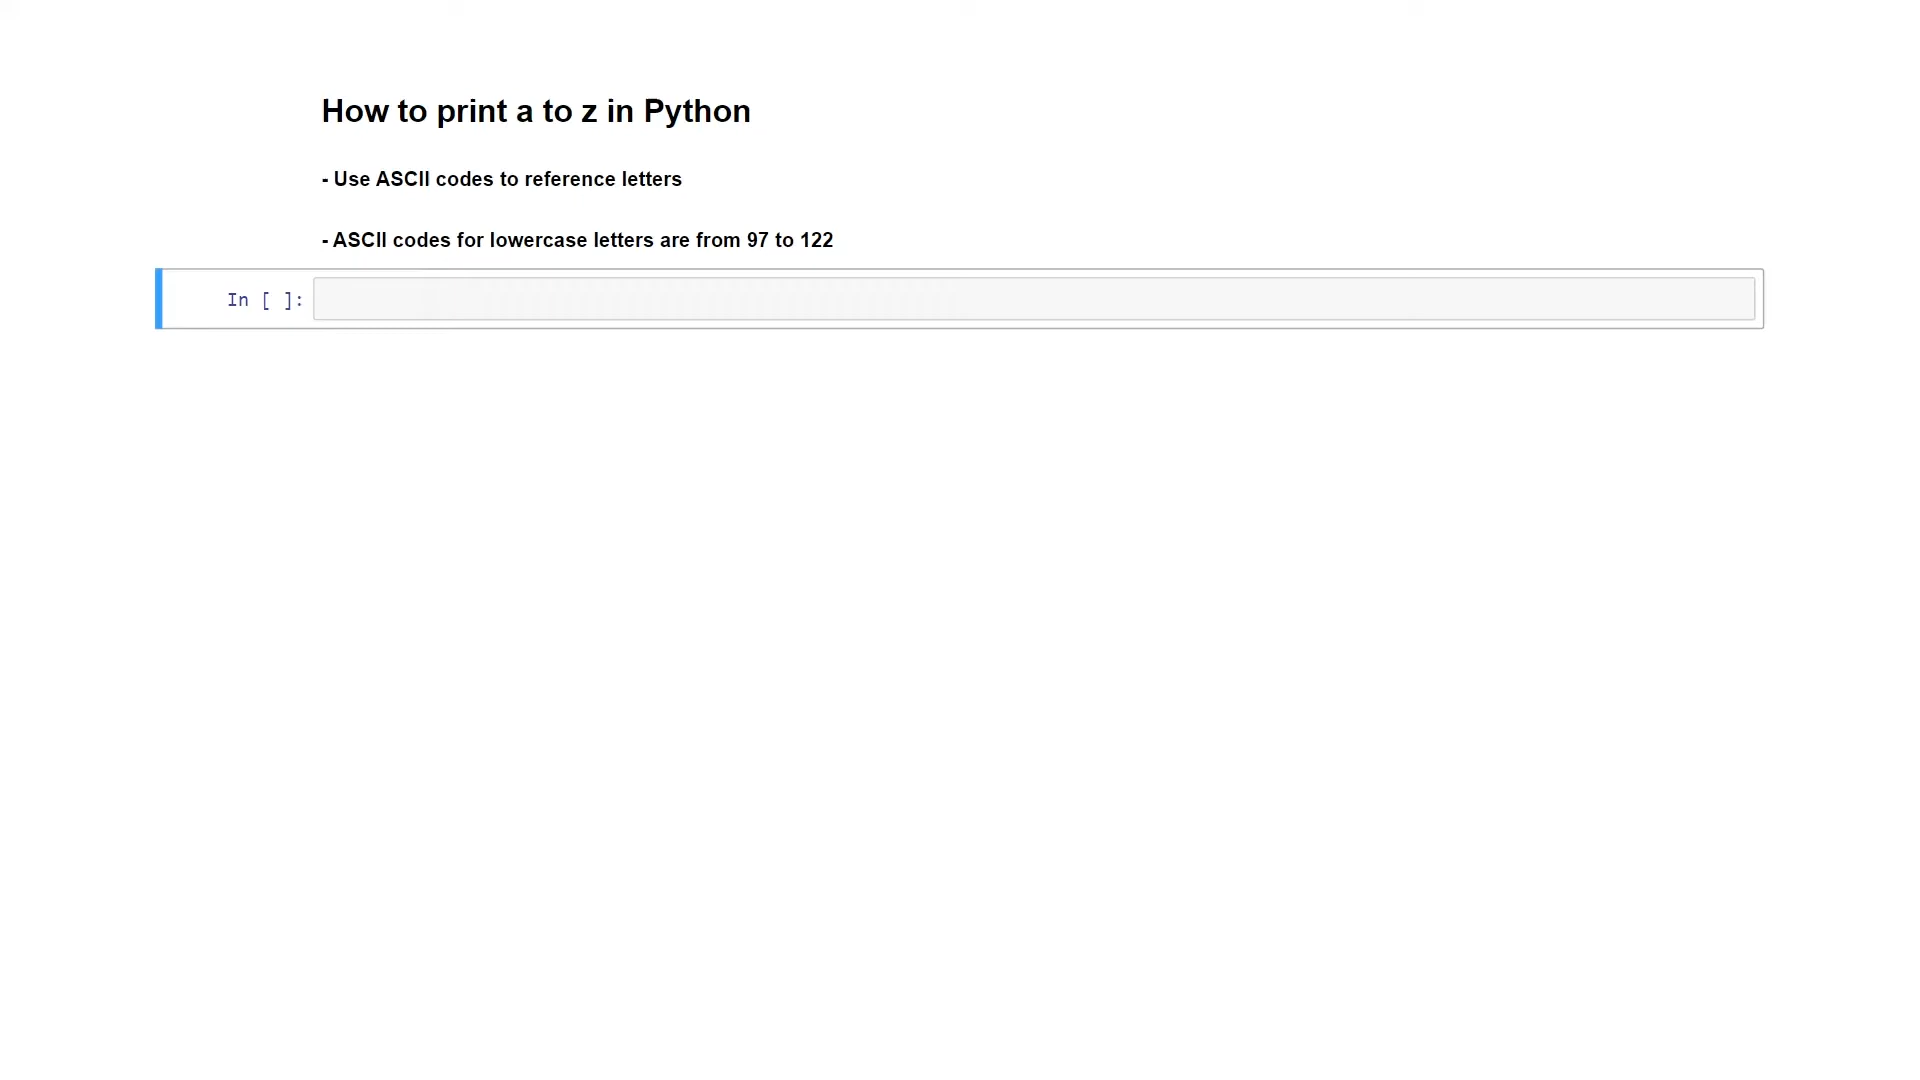 How to print a to z in Python
- Use ASCII codes to reference letters
- ASCII codes for lowercase letters are from 97 to 122
In [ ]: